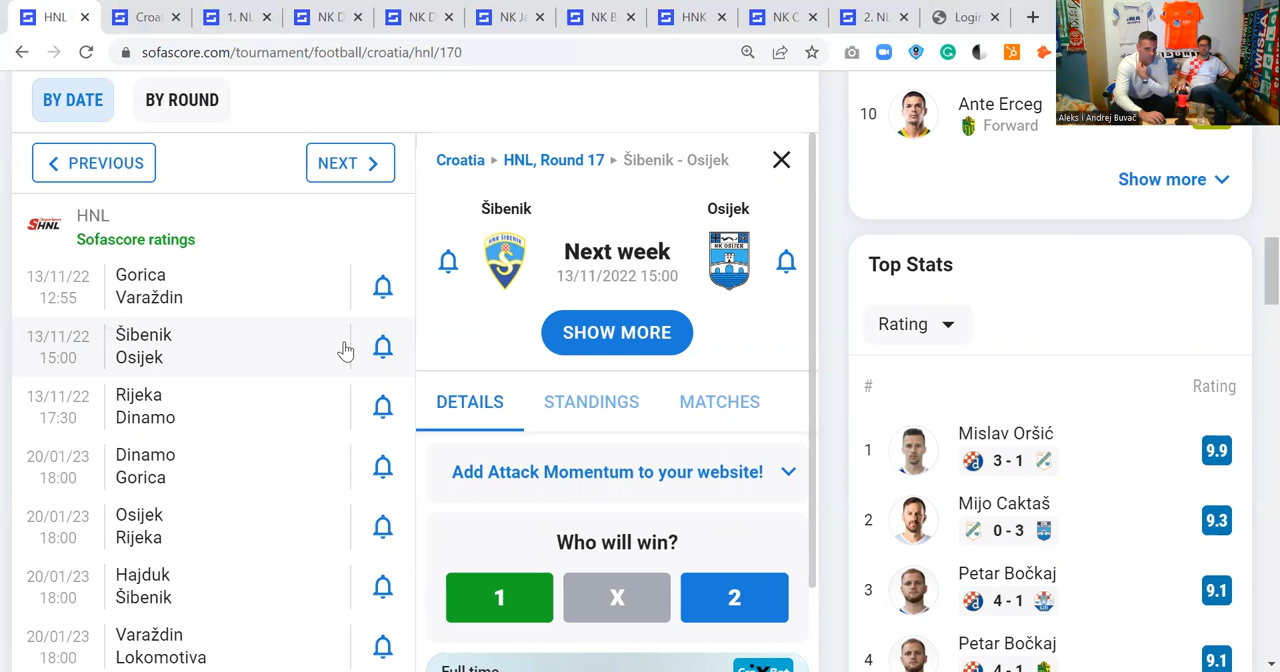 HNL
Croa
1. NL
NK D
NK D
NK J
NK B
HNK
NK C
2. NL
Login
sofascore.com/tournament/football/croatia/hnl/170
Aleks i Andrej Buvač
BY DATE
BY ROUND
PREVIOUS
NEXT
HNL
Sofascore ratings
13/11/22
12:55
Gorica
Varaždin
13/11/22
15:00
Šibenik
Osijek
13/11/22
17:30
Rijeka
Dinamo
20/01/23
18:00
Dinamo
Gorica
20/01/23
18:00
Osijek
Rijeka
20/01/23
18:00
Hajduk
Šibenik
20/01/23
18:00
Varaždin
Lokomotiva
Croatia HNL, Round 17 Šibenik - Osijek
Šibenik
Osijek
Next week
13/11/2022 15:00
SHOW MORE
DETAILS
STANDINGS
MATCHES
Add Attack Momentum to your website!
Who will win?
1
X
2
Full time
10
Ante Erceg
Forward
Show more
Top Stats
Rating
# Rating
1
Mislav Oršić
3 - 1
9.9
2
Mijo Caktaš
0 - 3
9.3
3
Petar Bočkaj
4 - 1
9.1
4
Petar Bočkaj
4 - 1
9.1